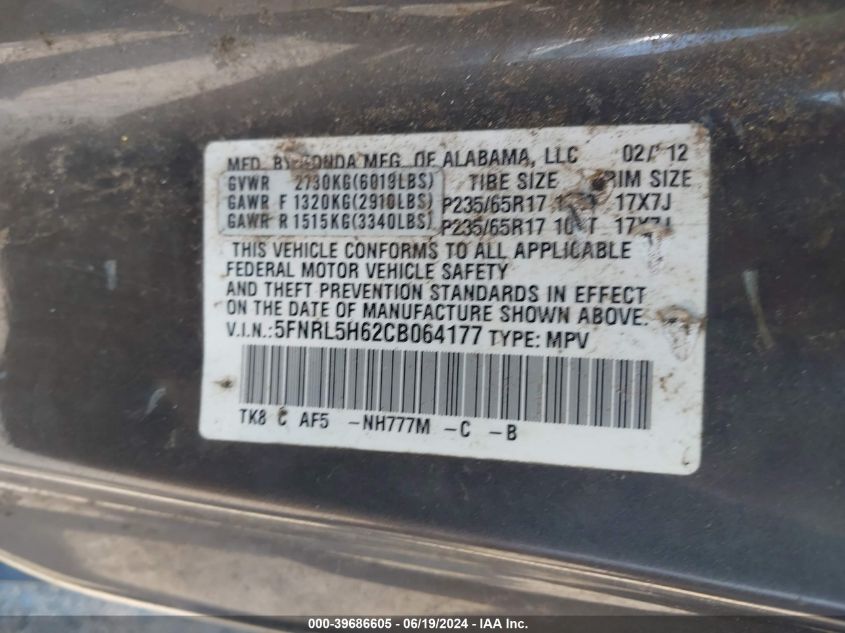 MFD. BY HONDA MFG. OF ALABAMA, LLC 02/ 12
GVWR 2730KG(6019LBS) TIRE SIZE RIM SIZE
GAWR F 1320KG(2910LBS) P235/65R17 17X7J
GAWR R 1515KG(3340LBS) P235/65R17 17X7J
THIS VEHICLE CONFORMS TO ALL APPLICABLE
FEDERAL MOTOR VEHICLE SAFETY
AND THEFT PREVENTION STANDARDS IN EFFECT
ON THE DATE OF MANUFACTURE SHOWN ABOVE.
V.I.N.:5FNRL5H62CB064177 TYPE: MPV
TK8 C AF5 -NH777M -C -B
000-39686605 / 06/19/2024 - IAA Inc.